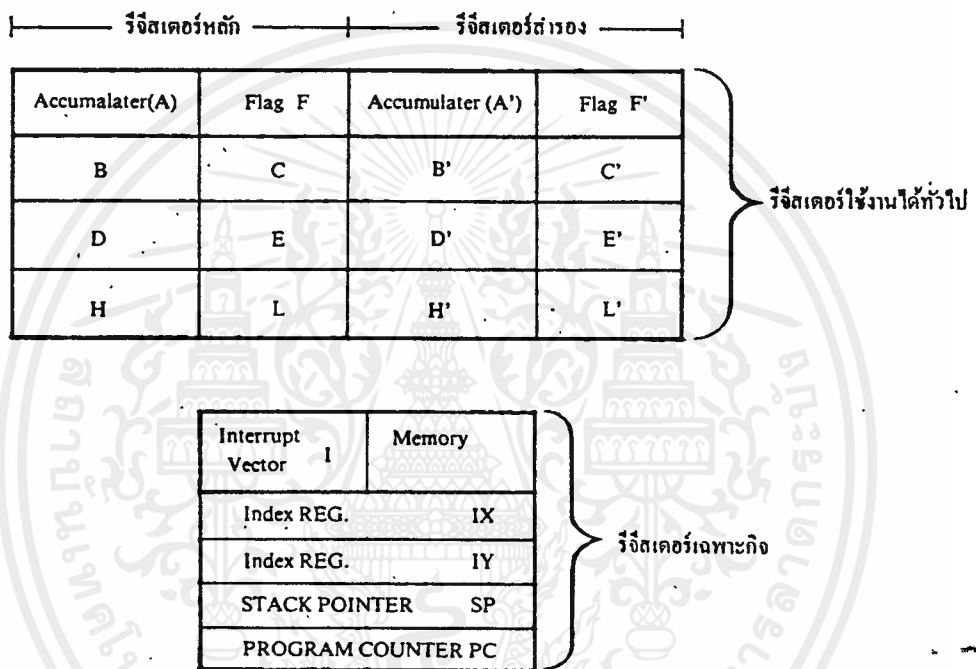 รีจีสเตอร์หลัก รีจีสเตอร์สำรอง
Accumalater(A) Flag F Accumulater (A') Flag F'
B C B' C'
D E D' E'
H L H' L'
รีจีสเตอร์ใช้งานได้ทั่วไป
Interrupt Vector I Memory
Index REG. IX
Index REG. IY
STACK POINTER SP
PROGRAM COUNTER PC
รีจีสเตอร์เฉพาะกิจ